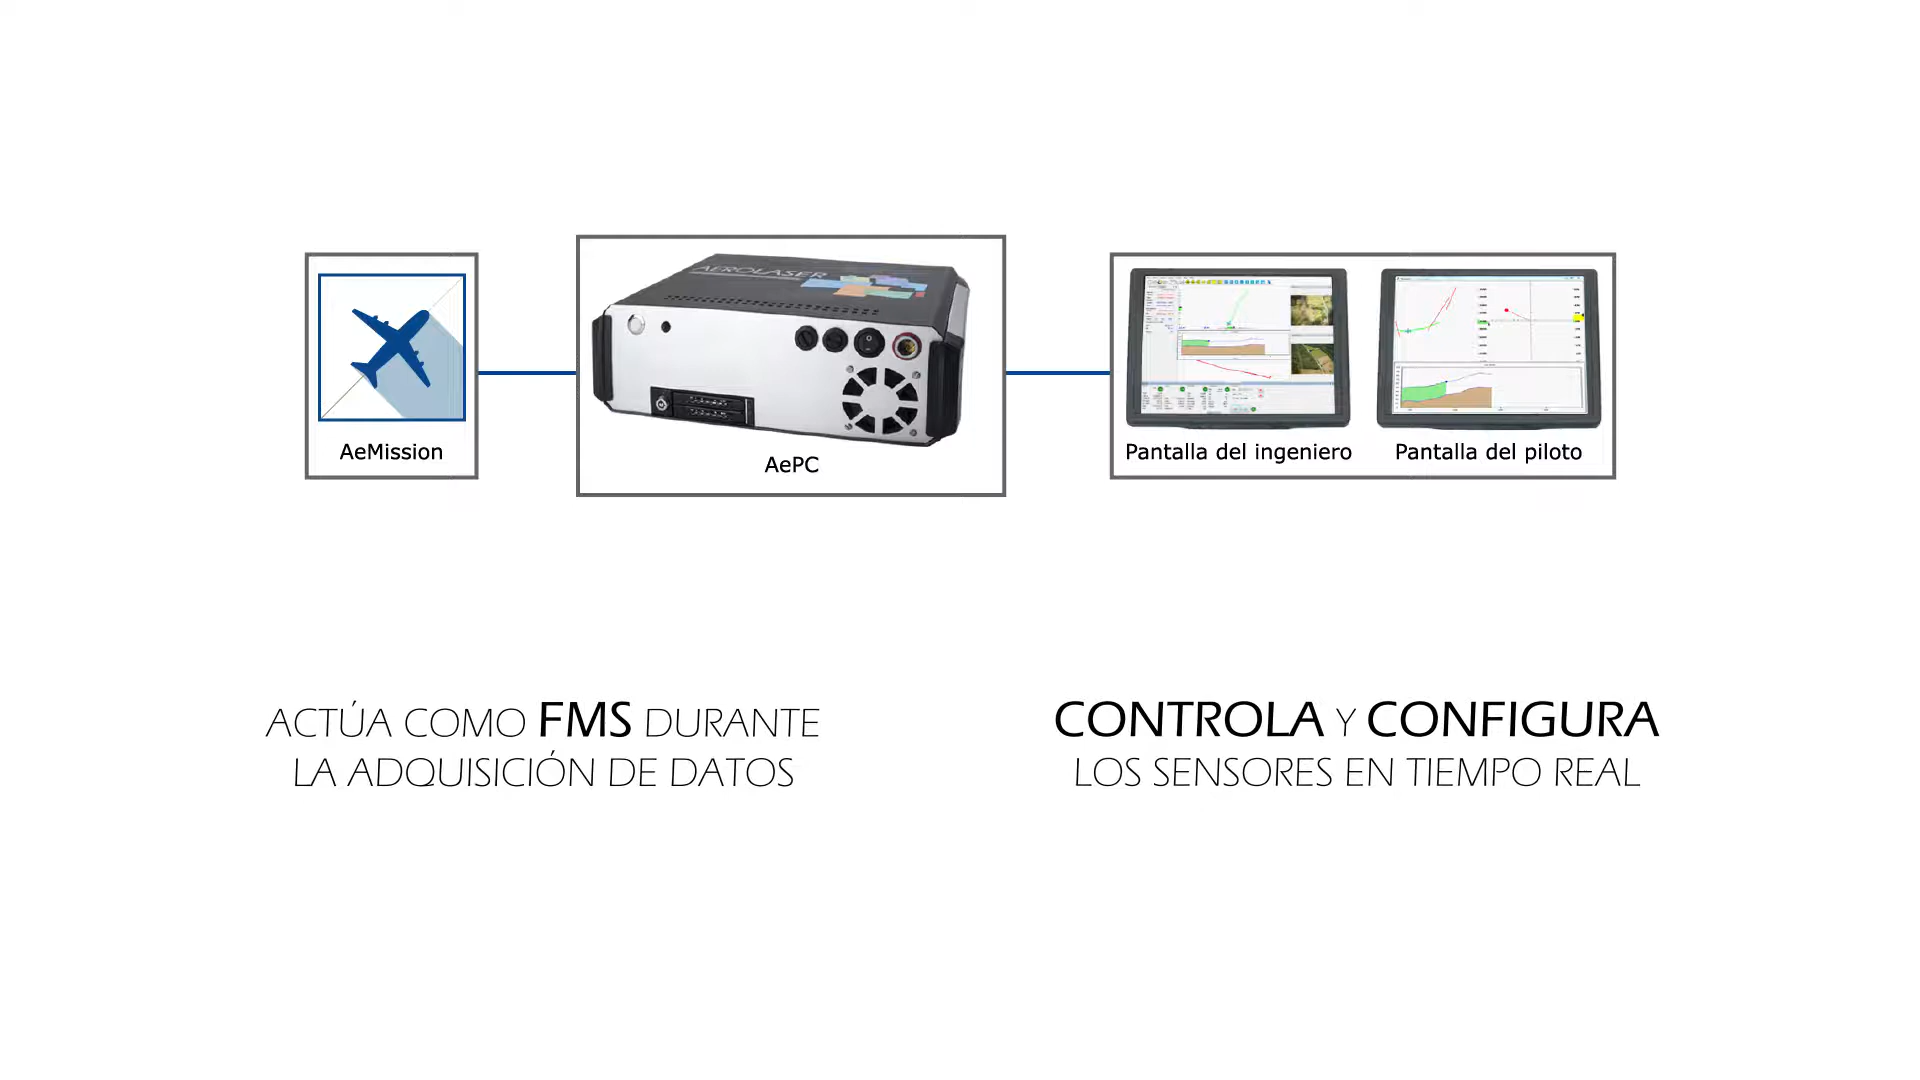 AEROLASER
AeMission
AePC
Pantalla del ingeniero
Pantalla del piloto
ACTÚA COMO FMS DURANTE
LA ADQUISICIÓN DE DATOS
CONTROLA Y CONFIGURA
LOS SENSORES EN TIEMPO REAL